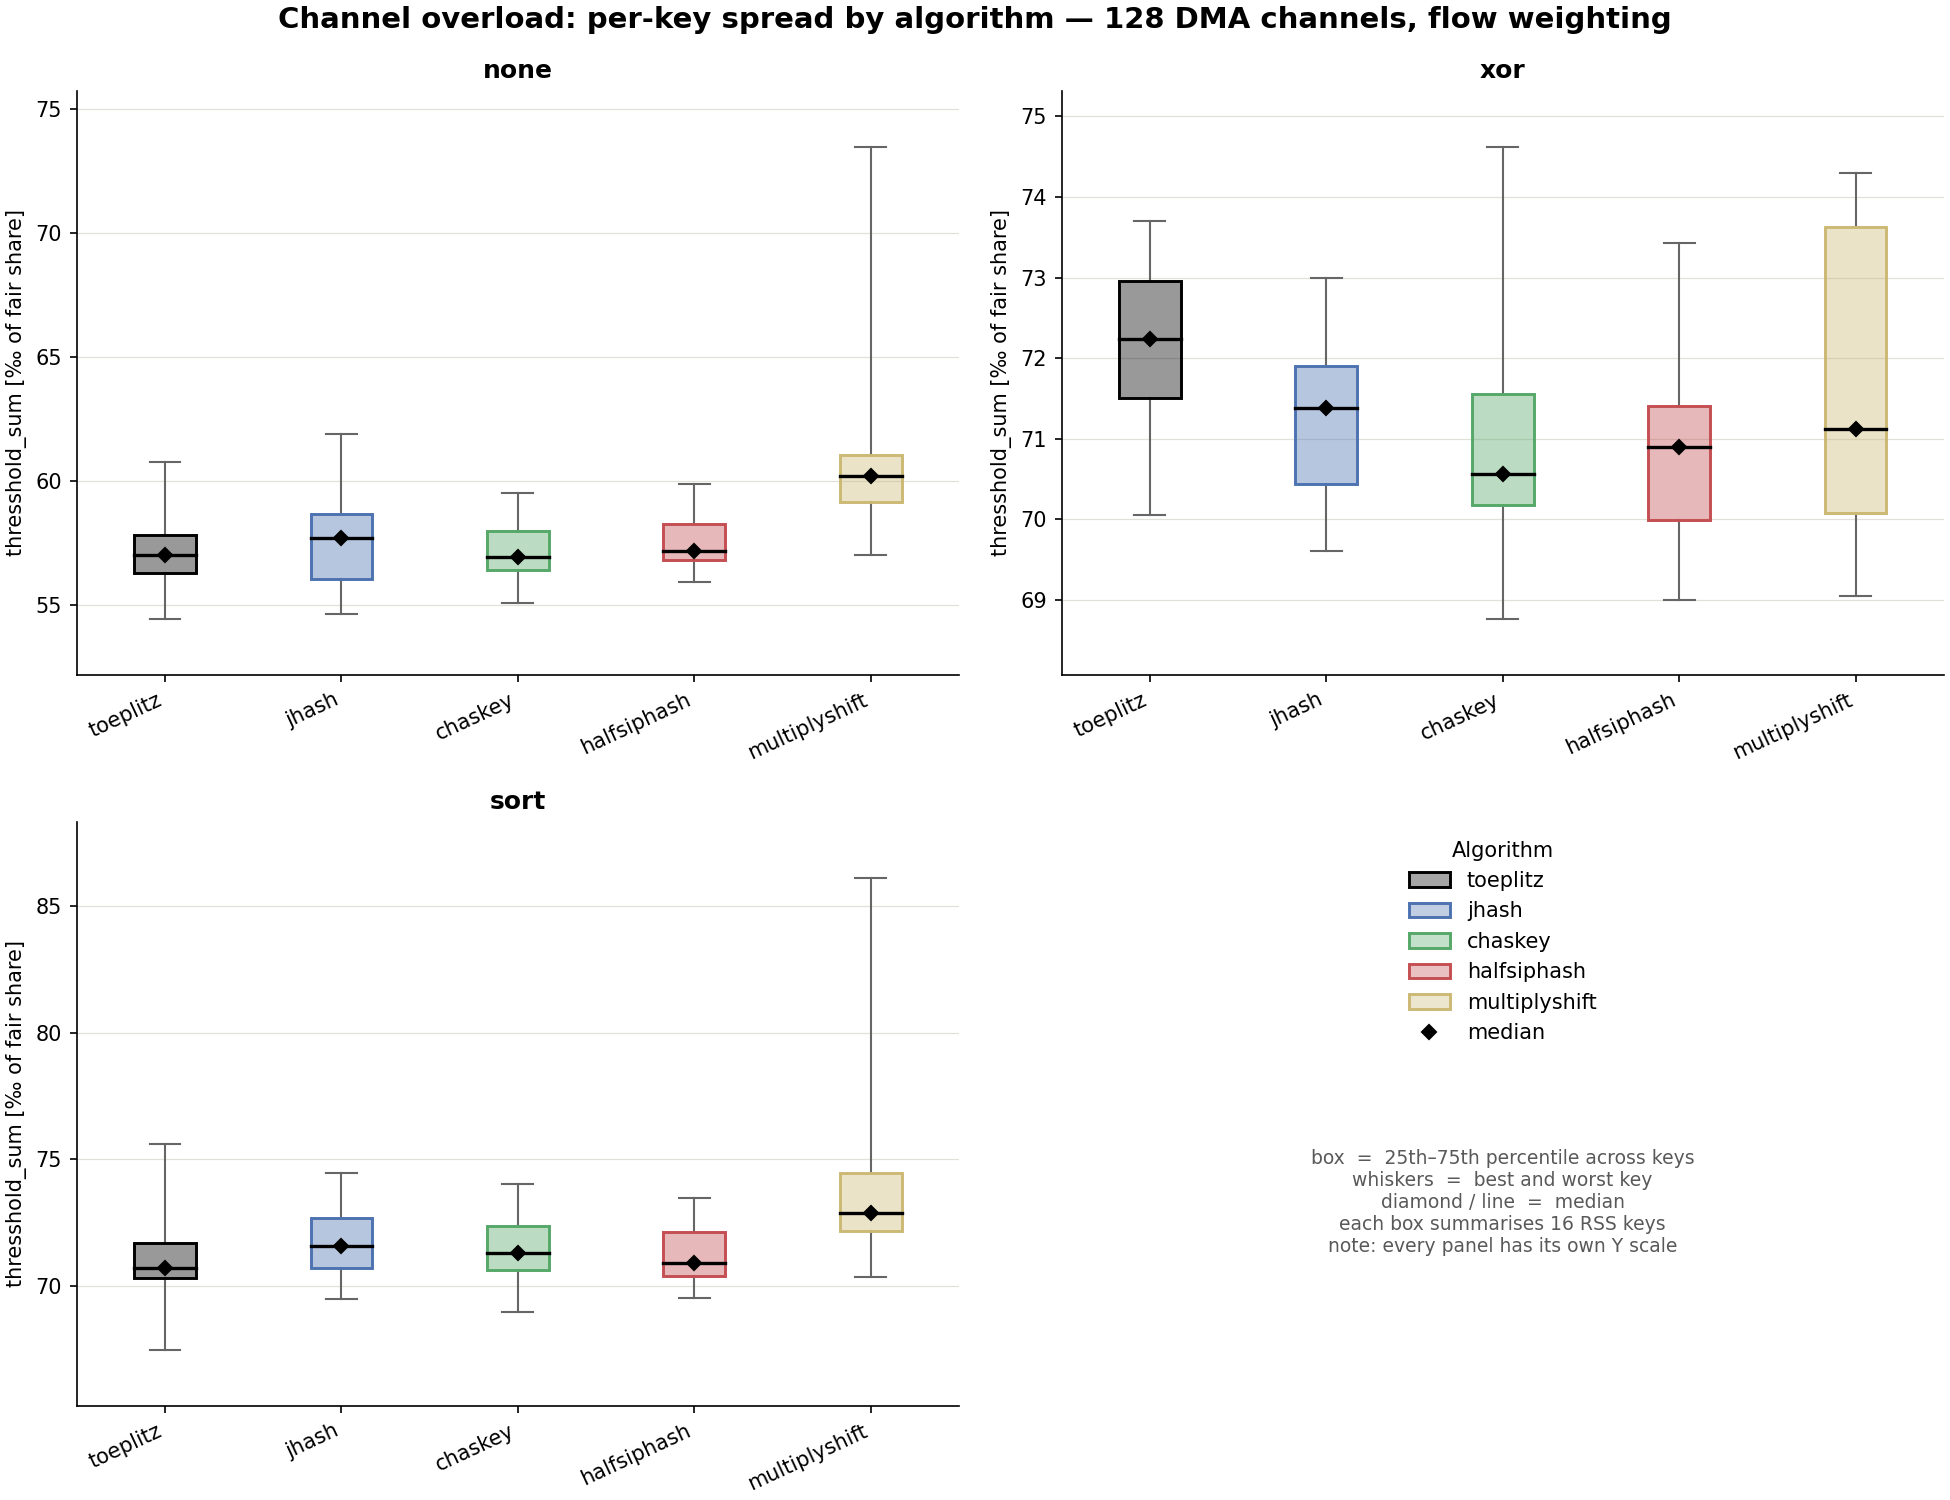 Channel overload: per-key spread by algorithm — 128 DMA channels, flow weighting
none
75
70
65
60
55
thresshold_sum [‰ of fair share]
toeplitz
jhash
chaskey
halfsiphash
multiplyshift
xor
75
74
73
72
71
70
69
thresshold_sum [‰ of fair share]
toeplitz
jhash
chaskey
halfsiphash
multiplyshift
sort
85
80
75
70
thresshold_sum [‰ of fair share]
toeplitz
jhash
chaskey
halfsiphash
multiplyshift
Algorithm
toeplitz
jhash
chaskey
halfsiphash
multiplyshift
median
box = 25th–75th percentile across keys
whiskers = best and worst key
diamond / line = median
each box summarises 16 RSS keys
note: every panel has its own Y scale